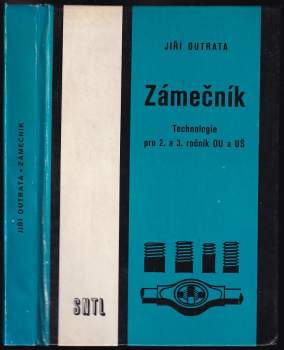 JIŘÍ OUTRATA • ZÁMEČNÍK
JIŘÍ OUTRATA
Zámečník
Technologie
pro 2. a 3. ročník OU a UŠ
SNTL